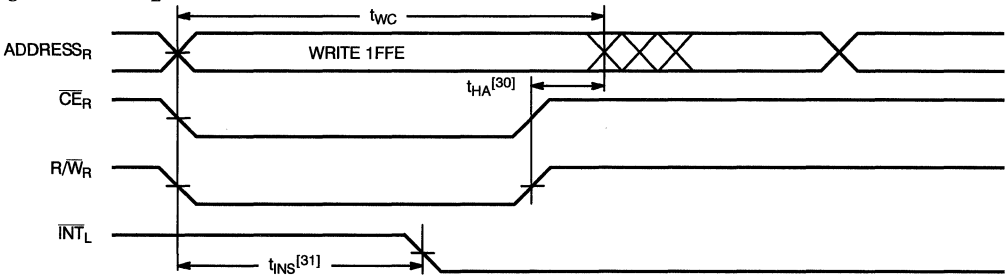 tWC
ADDRESSR
WRITE 1FFE
tHA[30]
CER
R/WR
INTL
tINS[31]